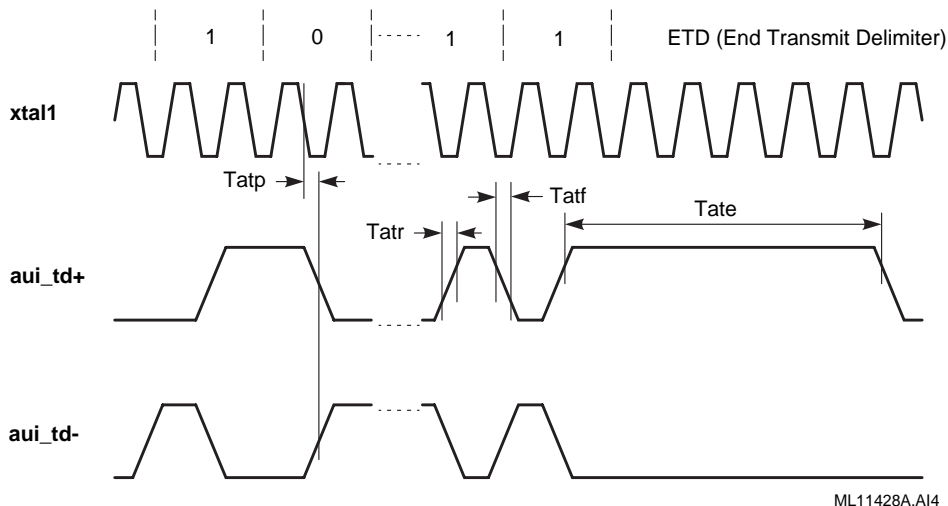 1 0 1 1 ETD (End Transmit Delimiter)
xtal1
Tatp
Tatf
Tate
Tatr
aui_td+
aui_td-
ML11428A.AI4